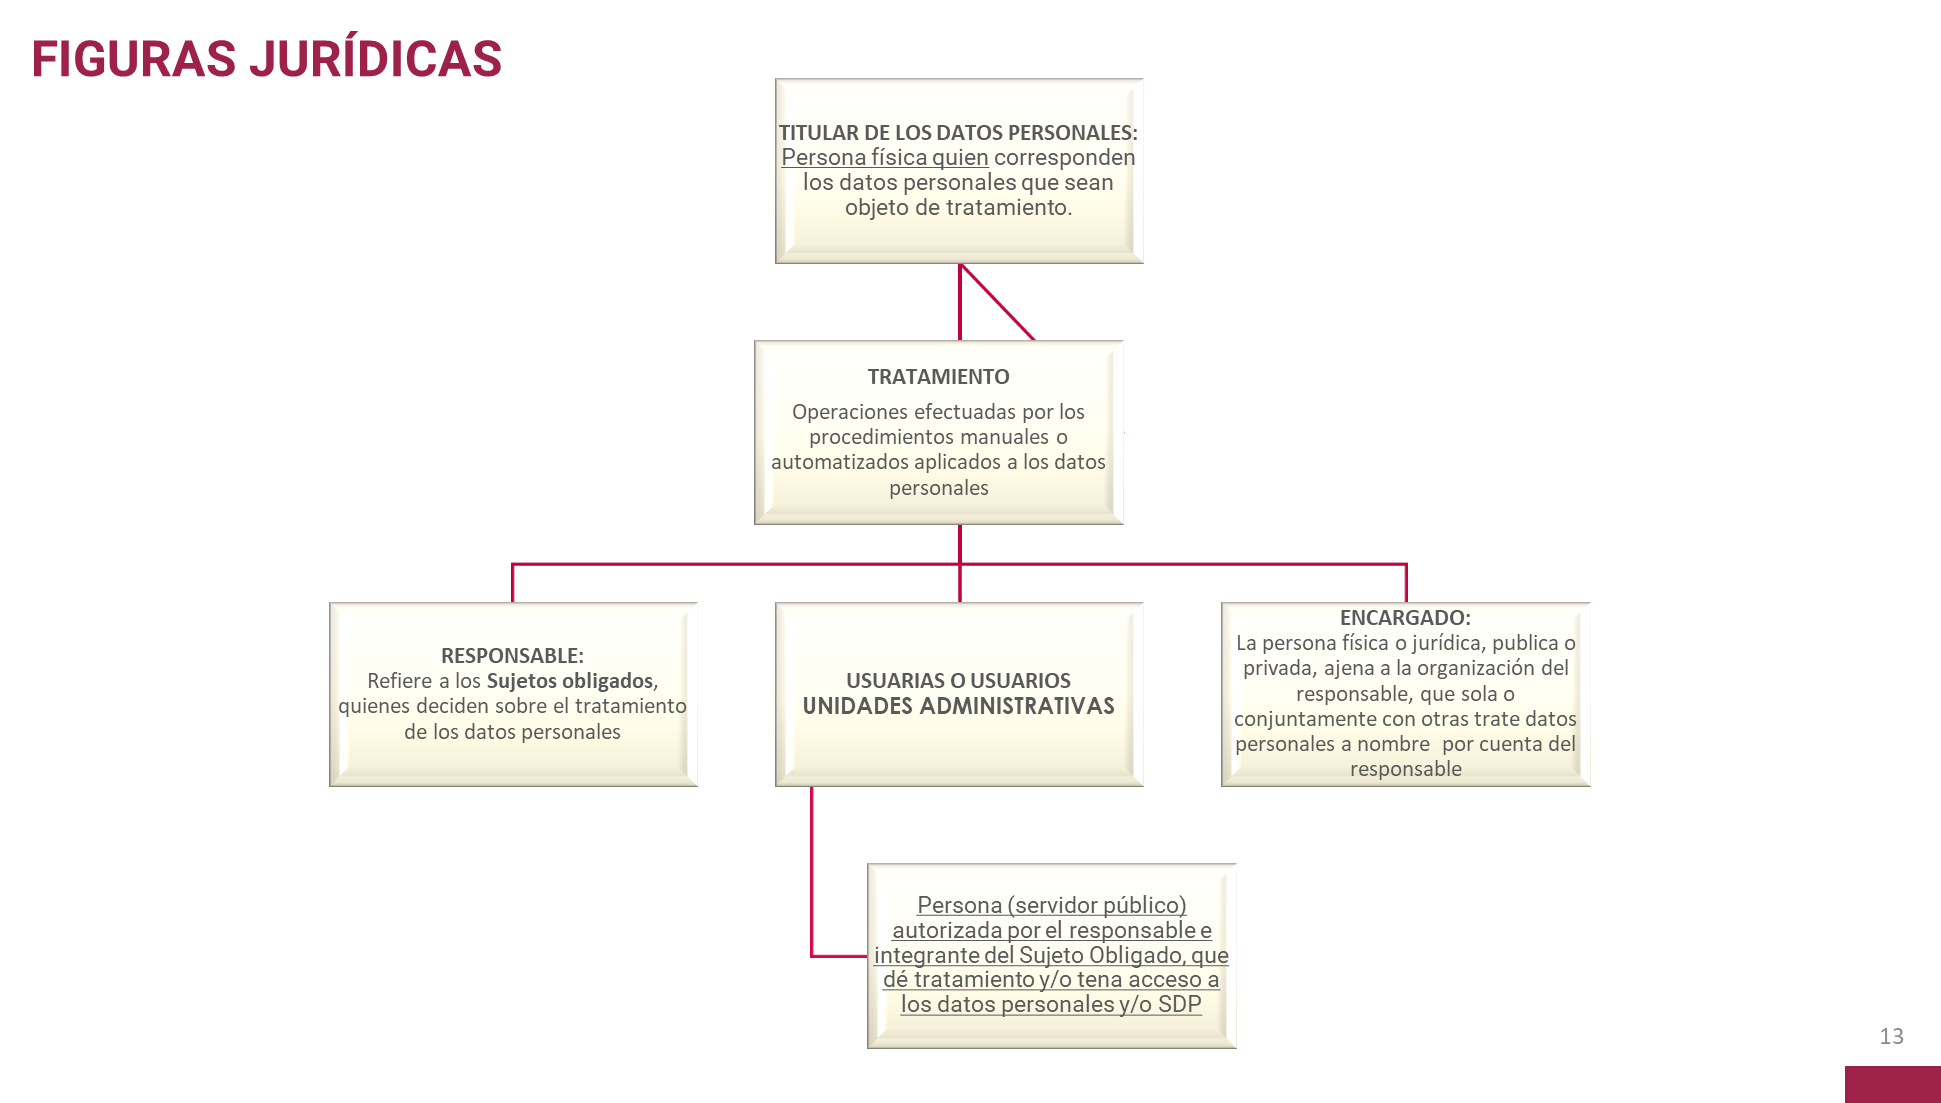 FIGURAS JURÍDICAS
TITULAR DE LOS DATOS PERSONALES:
Persona física quien corresponden
los datos personales que sean
objeto de tratamiento.
TRATAMIENTO
Operaciones efectuadas por los
procedimientos manuales o
automatizados aplicados a los datos
personales
RESPONSABLE:
Refiere a los Sujetos obligados,
quienes deciden sobre el tratamiento
de los datos personales
USUARIAS O USUARIOS
UNIDADES ADMINISTRATIVAS
ENCARGADO:
La persona física o jurídica, publica o
privada, ajena a la organización del
responsable, que sola o
conjuntamente con otras trate datos
personales a nombre  por cuenta del
responsable
Persona (servidor público)
autorizada por el responsable e
integrante del Sujeto Obligado, que
dé tratamiento y/o tena acceso a
los datos personales y/o SDP
13